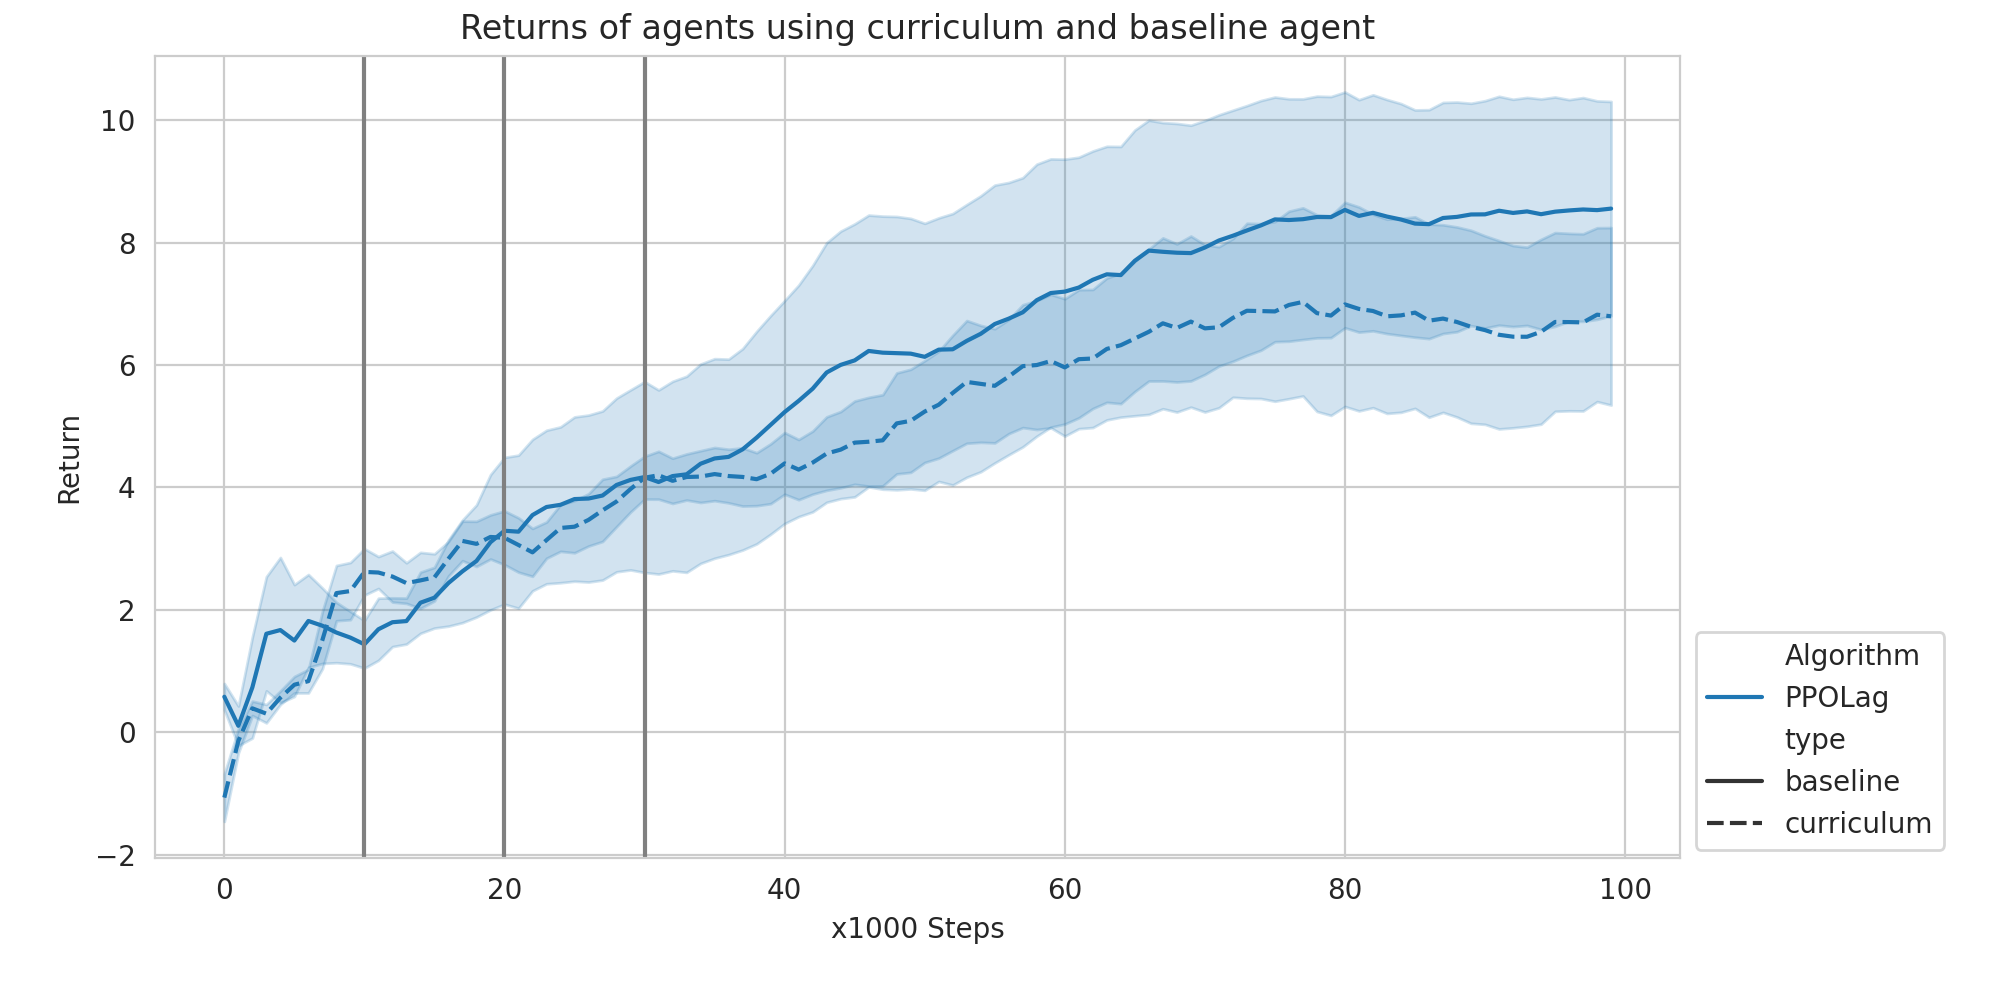 Returns of agents using curriculum and baseline agent
10
8
6
4
2
0
−2
Return
0 20 40 60 80 100
x1000 Steps
Algorithm
PPOLag
type
baseline
curriculum